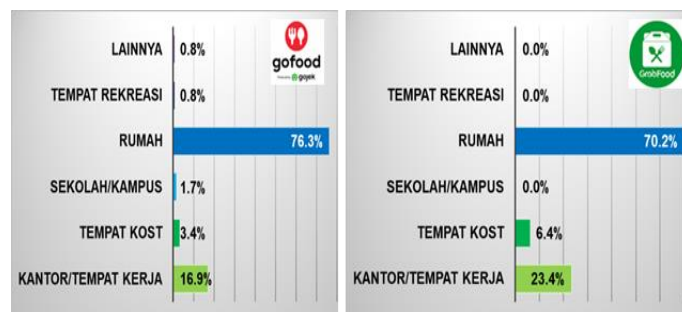 LAINNYA 0.8%
gofood
gojek
TEMPAT REKREASI 0.8%
RUMAH 76.3%
SEKOLAH/KAMPUS 1.7%
TEMPAT KOST 3.4%
KANTOR/TEMPAT KERJA 16.9%
LAINNYA 0.0%
GrabFood
TEMPAT REKREASI 0.0%
RUMAH 70.2%
SEKOLAH/KAMPUS 0.0%
TEMPAT KOST 6.4%
KANTOR/TEMPAT KERJA 23.4%